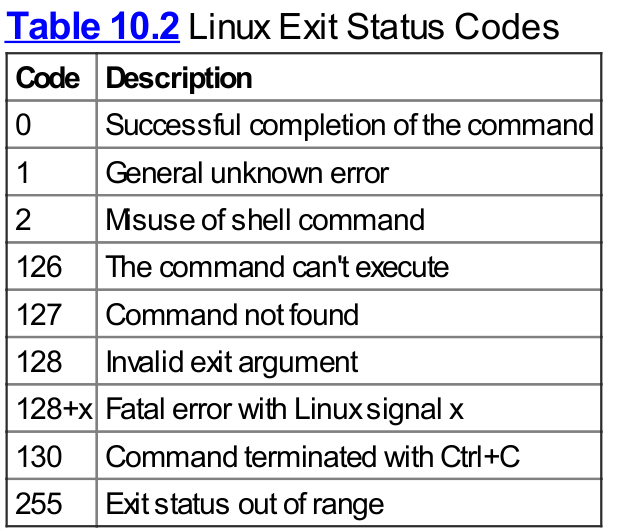 Table 10.2 Linux Exit Status Codes
Code Description
0 Successful completion of the command
1 General unknown error
2 Misuse of shell command
126 The command can't execute
127 Command not found
128 Invalid exit argument
128+x Fatal error with Linux signal x
130 Command terminated with Ctrl+C
255 Exit status out of range